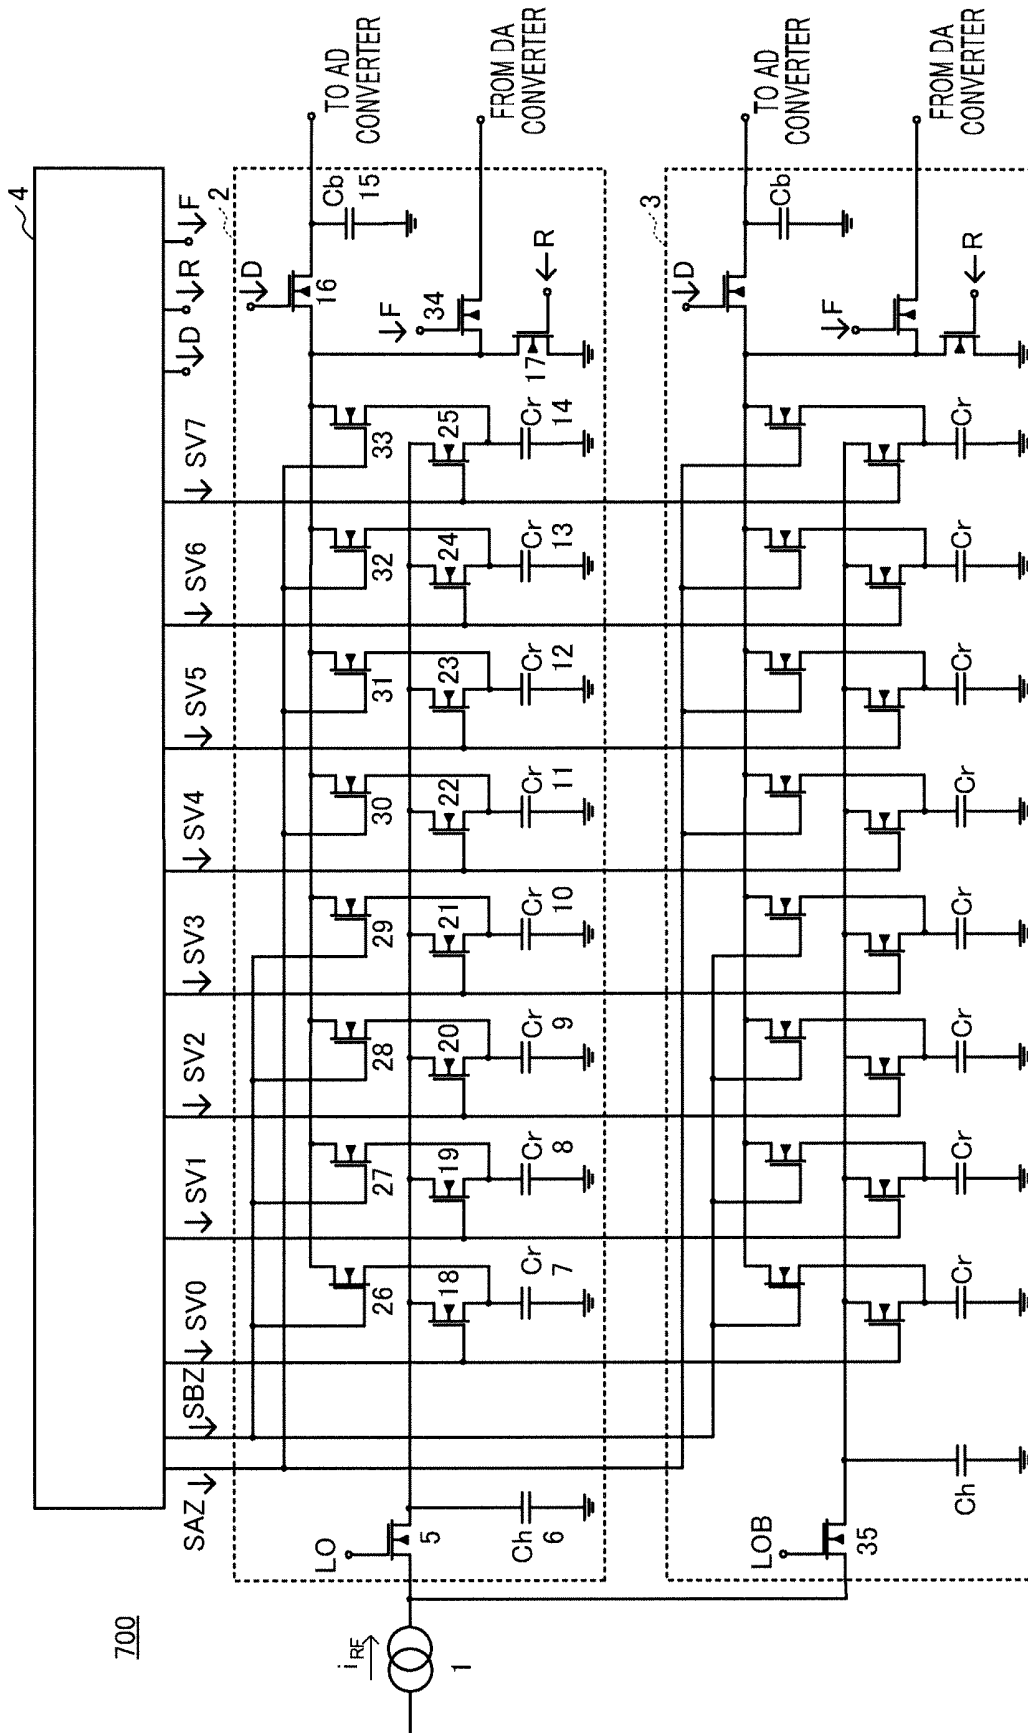 700
4
D
R
F
SAZ
SBZ
SV0
SV1
SV2
SV3
SV4
SV5
SV6
SV7
2
LO
5
Ch
6
i RF
1
26
27
28
29
30
31
32
33
18
19
20
21
22
23
24
25
Cr
7
Cr
8
Cr
9
Cr
10
Cr
11
Cr
12
Cr
13
Cr
14
D
16
Cb
15
F
34
R
17
TO AD
CONVERTER
FROM DA
CONVERTER
3
LOB
35
Ch
Cr
Cr
Cr
Cr
Cr
Cr
Cr
Cr
D
Cb
F
R
TO AD
CONVERTER
FROM DA
CONVERTER